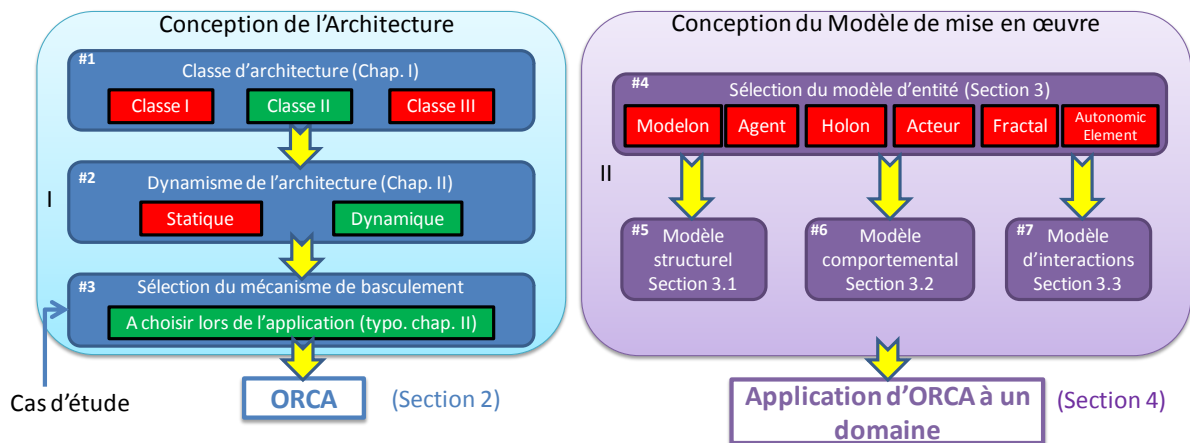 Conception de l'Architecture
#1
Classe d'architecture (Chap. I)
Classe I
Classe II
Classe III
I
#2
Dynamisme de l'architecture (Chap. II)
Statique
Dynamique
#3
Sélection du mécanisme de basculement
A choisir lors de l'application (typo. chap. II)
Cas d'étude
ORCA
(Section 2)
Conception du Modèle de mise en œuvre
#4
Sélection du modèle d'entité (Section 3)
Modelon
Agent
Holon
Acteur
Fractal
Autonomic
Element
II
#5
Modèle
structurel
Section 3.1
#6
Modèle
comportemental
Section 3.2
#7
Modèle
d'interactions
Section 3.3
Application d'ORCA à un
domaine
(Section 4)